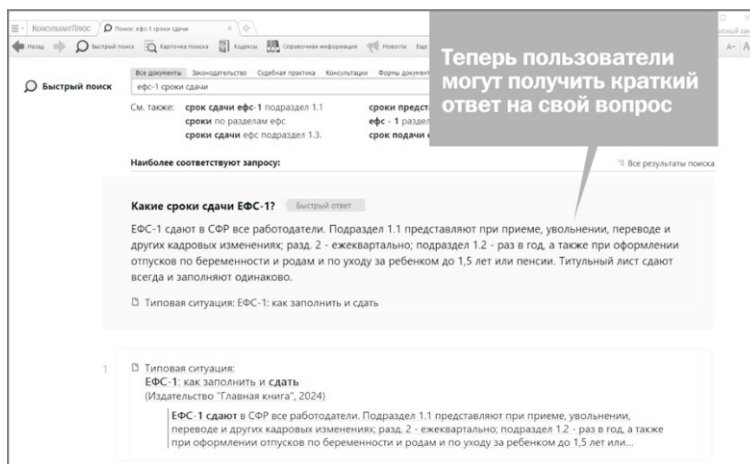 КонсультантПлюс
Поиск: ефс-1 сроки сдачи
Назад
Быстрый поиск
Карточка поиска
Кодексы
Справочная информация
Новости
Еще
Теперь пользователи
могут получить краткий
ответ на свой вопрос
A-
A
Быстрый поиск
Все документы
Законодательство
Судебная практика
Консультации
Формы документ
ефс-1 сроки сдачи
См. также:
срок сдачи ефс-1 подраздел 1.1
сроки по разделам ефс
сроки сдачи ефс подраздел 1.3.
сроки предст
ефс - 1 раздел
срок подачи
Наиболее соответствуют запросу:
Все результаты поиска
Какие сроки сдачи ЕФС-1?
Быстрый ответ
ЕФС-1 сдают в СФР все работодатели. Подраздел 1.1 представляют при приеме, увольнении, переводе и
других кадровых изменениях; разд. 2 - ежеквартально; подраздел 1.2 - раз в год, а также при оформлении
отпусков по беременности и родам и по уходу за ребенком до 1,5 лет или пенсии. Титульный лист сдают
всегда и заполняют одинаково.
Типовая ситуация: ЕФС-1: как заполнить и сдать
1
Типовая ситуация:
ЕФС-1: как заполнить и сдать
(Издательство "Главная книга", 2024)
ЕФС-1 сдают в СФР все работодатели. Подраздел 1.1 представляют при приеме, увольнении,
переводе и других кадровых изменениях; разд. 2 - ежеквартально; подраздел 1.2 - раз в год, а также
при оформлении отпусков по беременности и родам и по уходу за ребенком до 1,5 лет или...